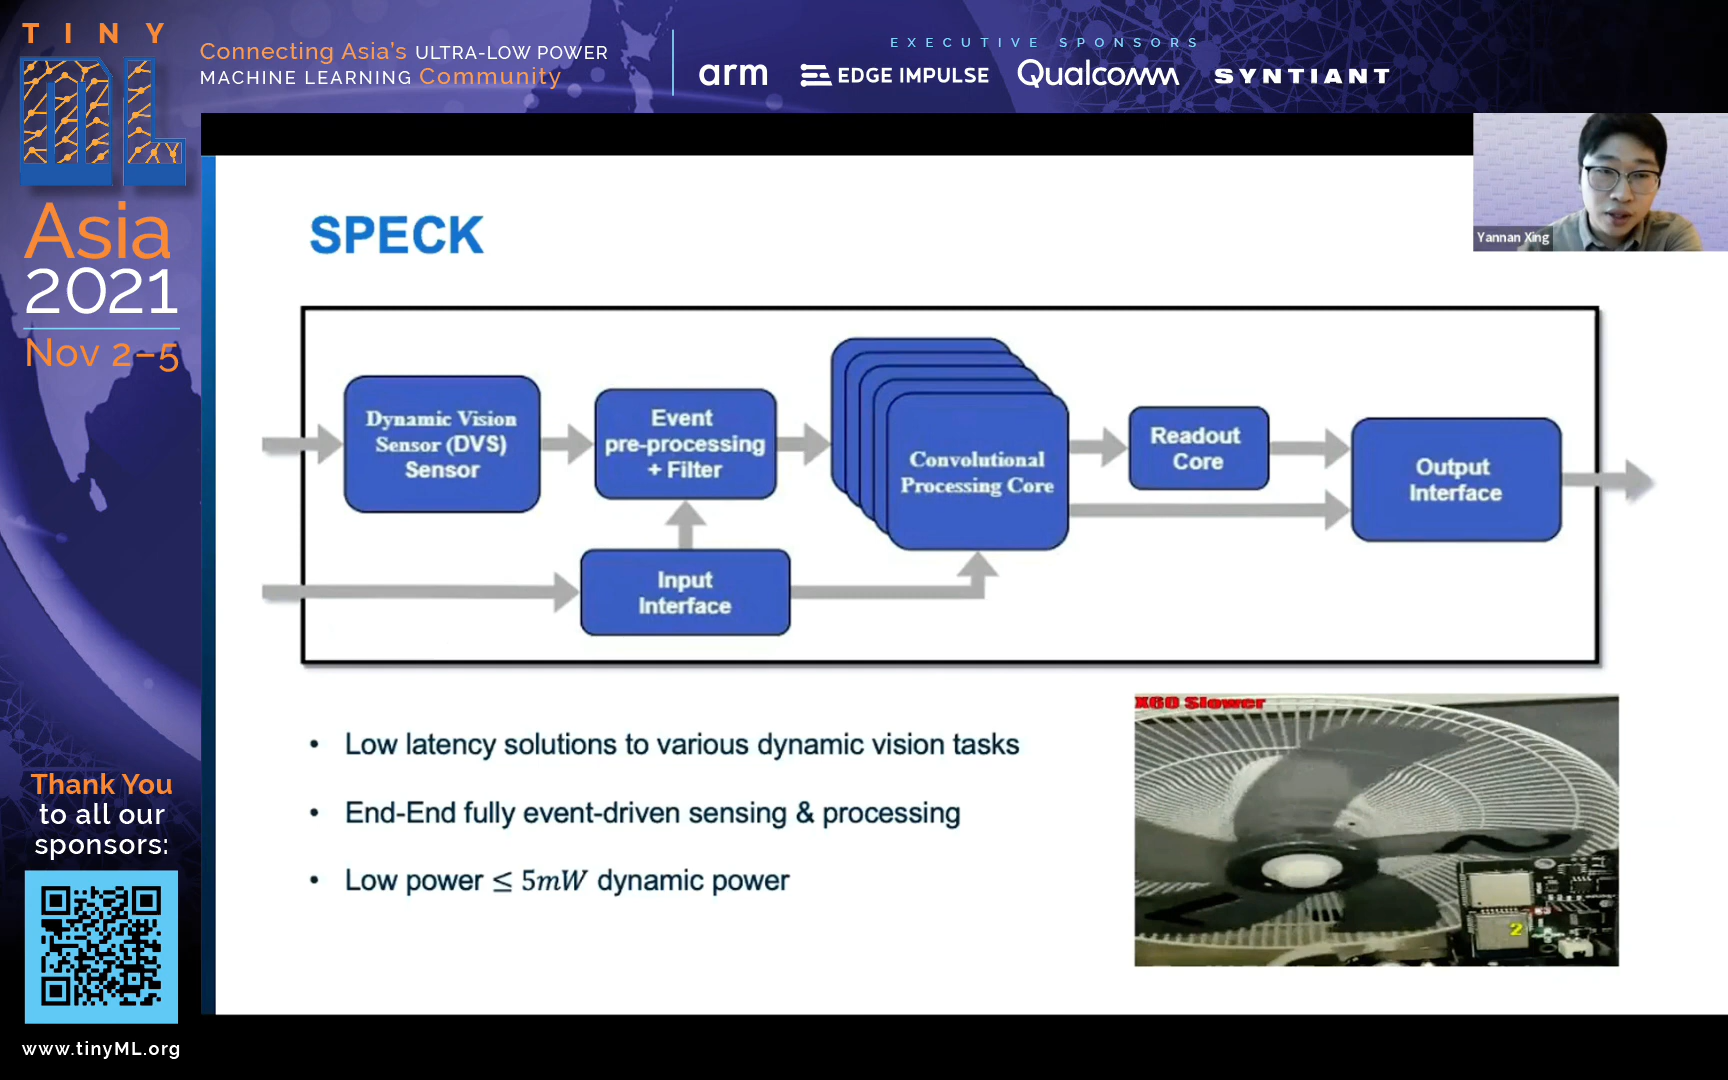 TINY
ML
Asia
2021
Nov 2–5
Connecting Asia's ULTRA-LOW POWER
MACHINE LEARNING Community
EXECUTIVE SPONSORS
arm
EDGE IMPULSE
Qualcomm
SYNTIANT
Yannan Xing
SPECK
Dynamic Vision
Sensor (DVS)
Sensor
Event
pre-processing
+ Filter
Convolutional
Processing Core
Readout
Core
Output
Interface
Input
Interface
• Low latency solutions to various dynamic vision tasks
• End-End fully event-driven sensing & processing
• Low power ≤ 5mW dynamic power
X60 Slower
2
Thank You
to all our
sponsors:
www.tinyML.org